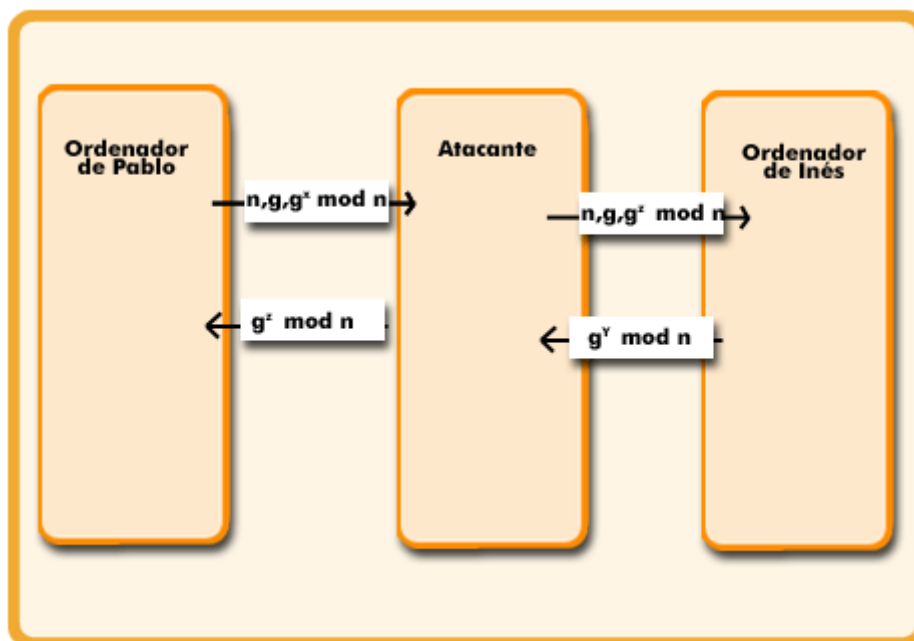 Ordenador
de Pablo
Atacante
Ordenador
de Inés
n,g,gˣ mod n
n,g,gᶻ mod n
gᶻ mod n
gʸ mod n